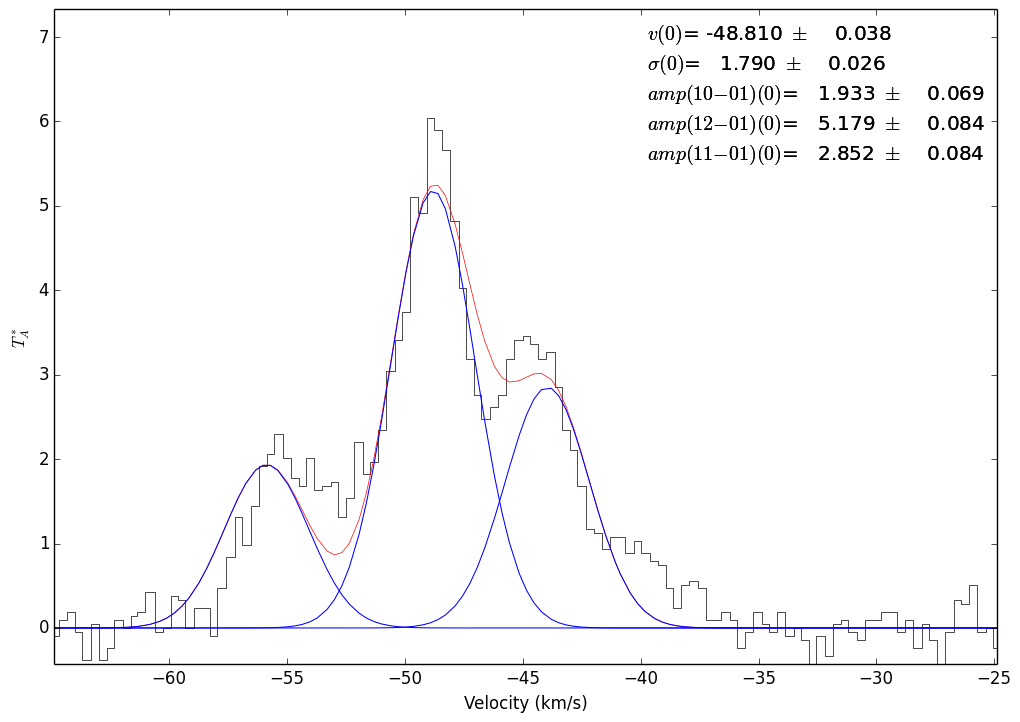 v(0)= -48.810 ± 0.038
σ(0)= 1.790 ± 0.026
amp(10−01)(0)= 1.933 ± 0.069
amp(12−01)(0)= 5.179 ± 0.084
amp(11−01)(0)= 2.852 ± 0.084
7
6
5
4
3
2
1
0
T*A
−60 −55 −50 −45 −40 −35 −30 −25
Velocity (km/s)